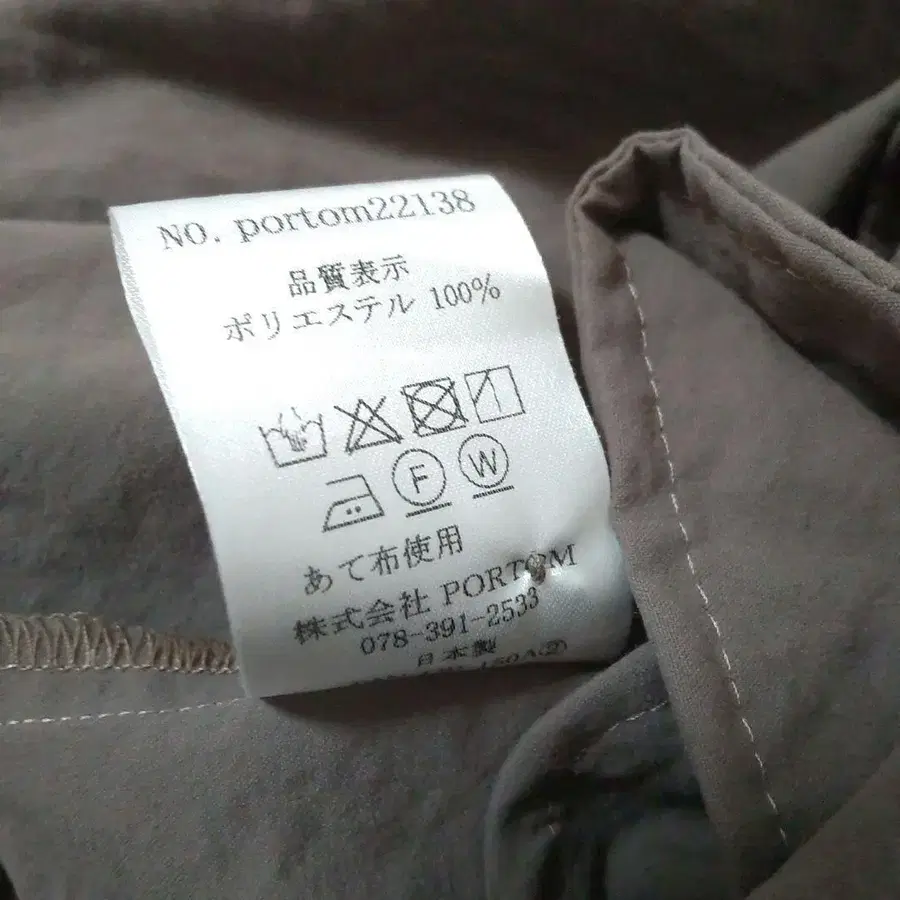 NO. portom22138
品質表示
ポリエステル 100%
F W
あて布使用
株式会社 PORTOM
078-391-2533
日本製